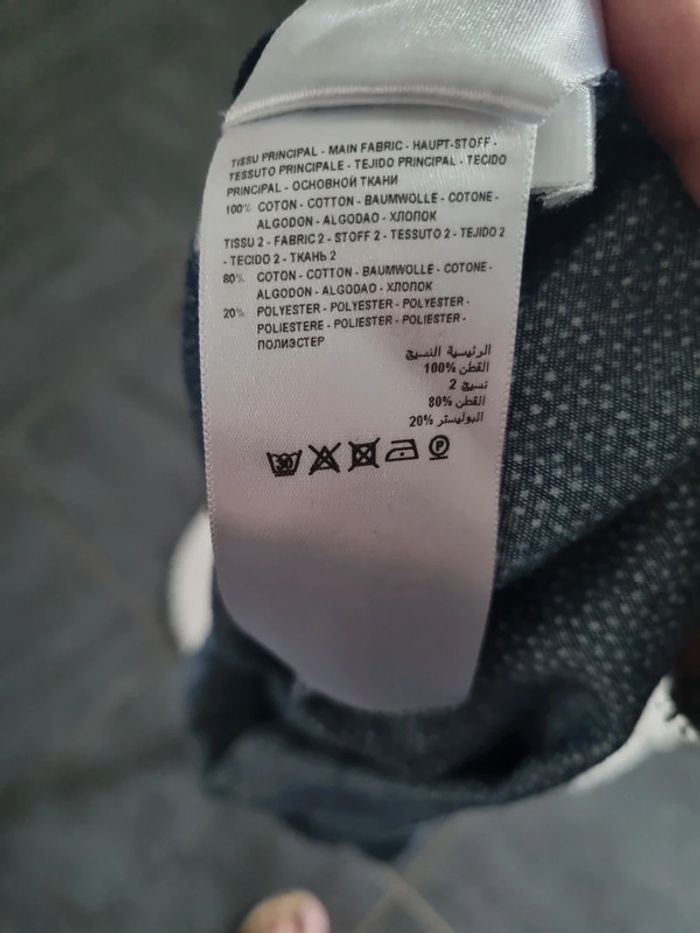 TISSU PRINCIPAL - MAIN FABRIC - HAUPT-STOFF -
TESSUTO PRINCIPALE - TEJIDO PRINCIPAL - TECIDO
PRINCIPAL - ОСНОВНОЙ ТКАНИ
100% COTON - COTTON - BAUMWOLLE - COTONE -
ALGODON - ALGODAO - ХЛОПОК
TISSU 2 - FABRIC 2 - STOFF 2 - TESSUTO 2 - TEJIDO 2
- TECIDO 2 - ТКАНЬ 2
80% COTON - COTTON - BAUMWOLLE - COTONE -
ALGODON - ALGODAO - ХЛОПОК
20% POLYESTER - POLYESTER - POLYESTER -
POLIESTERE - POLIESTER - POLIESTER -
ПОЛИЭСТЕР
الرئيسية النسيج
القطن %100
نسيج 2
القطن %80
البوليستر %20
30 P